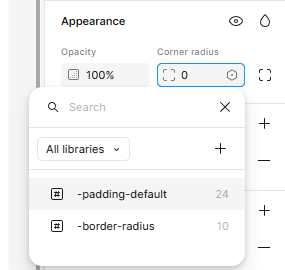 Appearance
Opacity Corner radius
100% 0
Search
All libraries
-padding-default 24
-border-radius 10